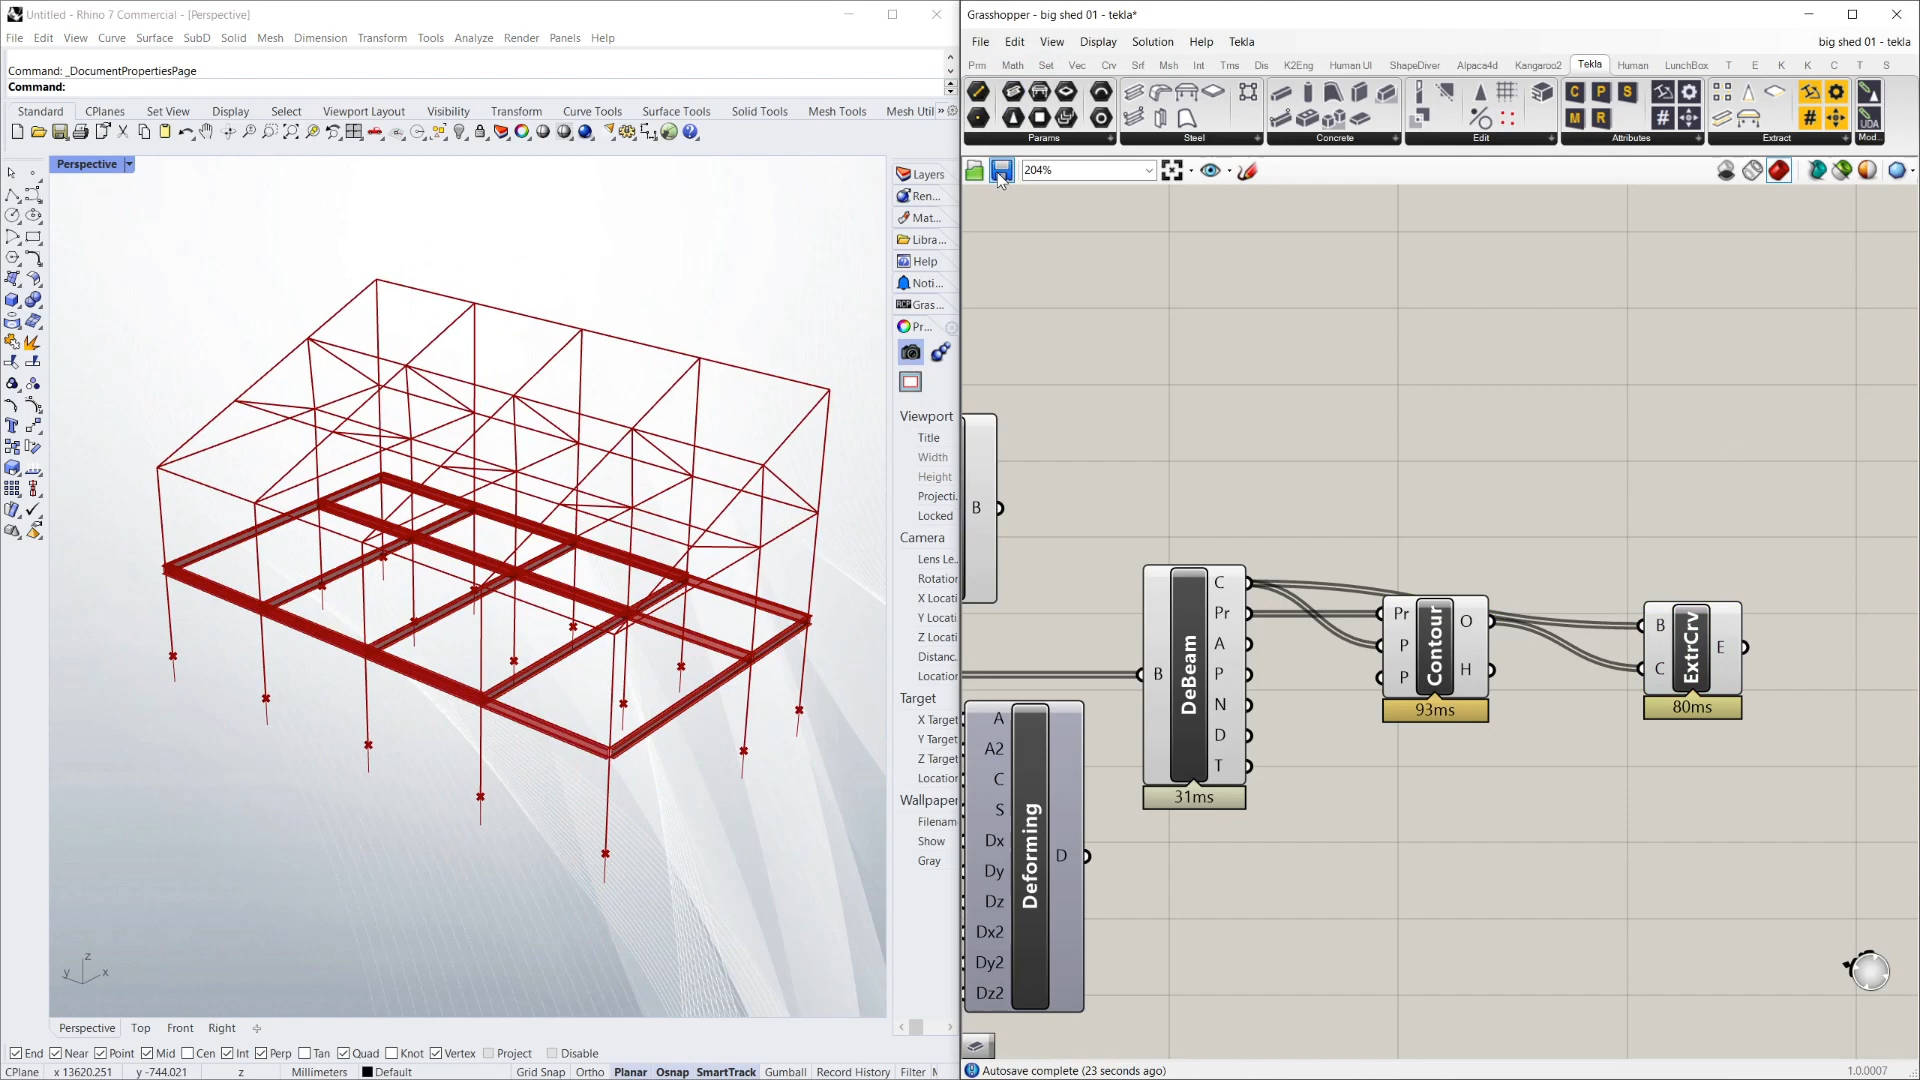 Untitled - Rhino 7 Commercial - [Perspective]
File Edit View Curve Surface SubD Solid Mesh Dimension Transform Tools Analyze Render Panels Help
Command: _DocumentPropertiesPage
Command:
Standard CPlanes Set View Display Select Viewport Layout Visibility Transform Curve Tools Surface Tools Solid Tools Mesh Tools Mesh Util »
Perspective
Layers
Ren...
Mat...
Libra...
Help
Noti...
Gras...
Pr...
Viewport
Title
Width
Height
Projecti.
Locked
Camera
Lens Le..
Rotation
X Locati
Y Locati
Z Locati
Distanc.
Location
Target
X Target
Y Target
Z Target
Location
Wallpaper
Filenam
Show
Gray
z
y x
Perspective Top Front Right
End Near Point Mid Cen Int Perp Tan Quad Knot Vertex Project Disable
CPlane x 13620.251 y -744.021 z Millimeters Default Grid Snap Ortho Planar Osnap SmartTrack Gumball Record History Filter
Grasshopper - big shed 01 - tekla*
File Edit View Display Solution Help Tekla big shed 01 - tekla
Prm Math Set Vec Crv Srf Msh Int Trns Dis K2Eng Human UI ShapeDiver Alpaca4d Kangaroo2 Tekla Human LunchBox T E K K C T S
C P S
M R
UDA
Params Steel Concrete Edit Attributes Extract Mod..
204%
B
B DeBeam C Pr A P N D T
31ms
Pr P P Contour O H
93ms
B C ExtrCrv E
80ms
A A2 C S Dx Dy Dz Dx2 Dy2 Dz2 Deforming D
Autosave complete (23 seconds ago) 1.0.0007